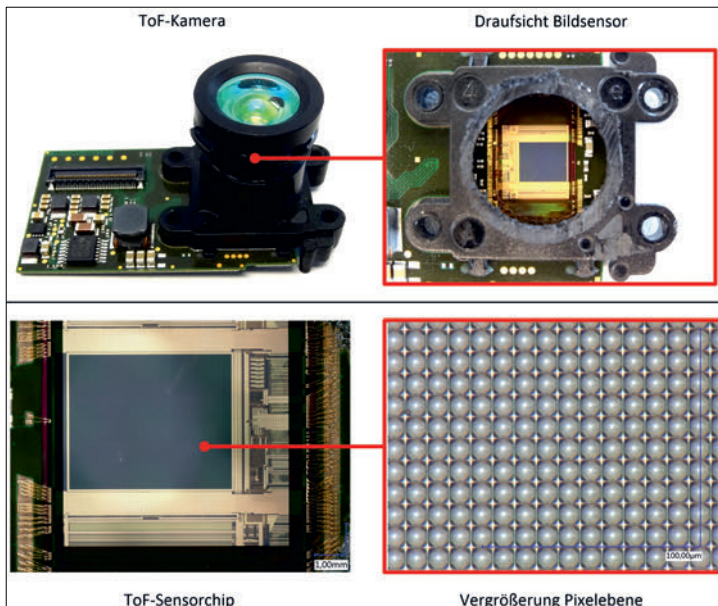 ToF-Kamera
Draufsicht Bildsensor
1,00mm
100,00µm
ToF-Sensorchip
Vergrößerung Pixelebene